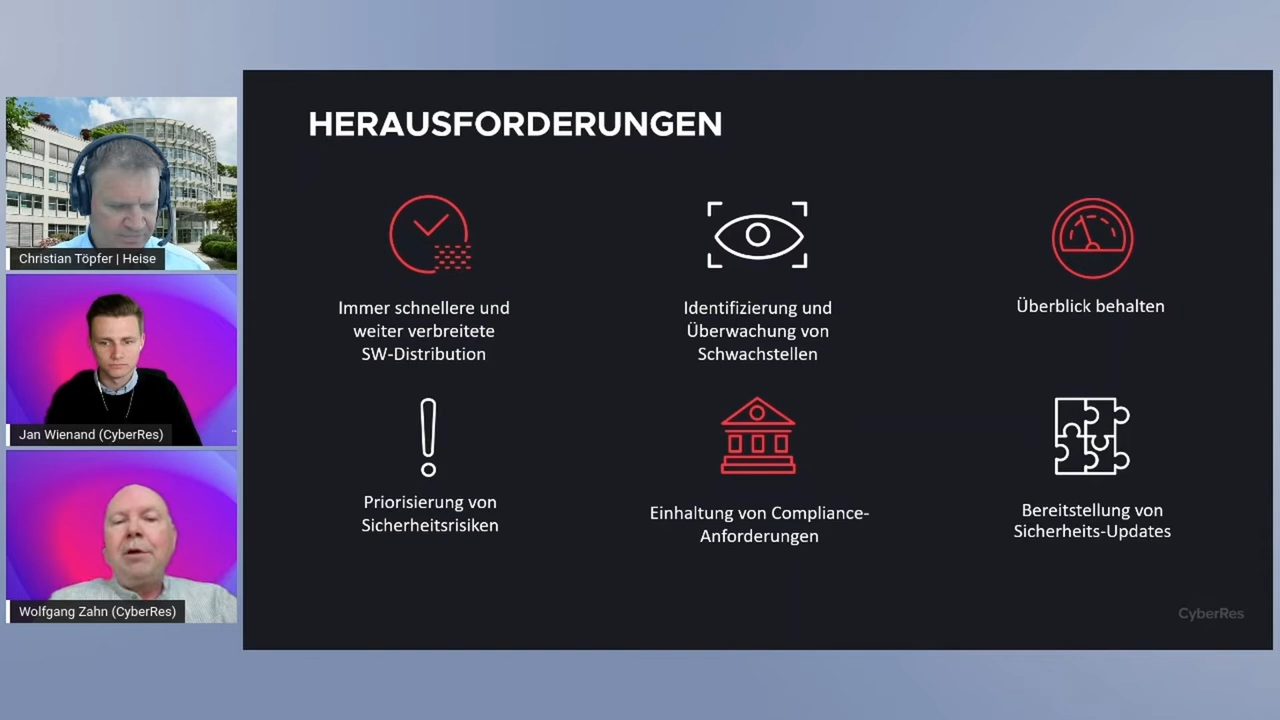 HERAUSFORDERUNGEN
Immer schnellere und
weiter verbreitete
SW-Distribution
Identifizierung und
Überwachung von
Schwachstellen
Überblick behalten
Priorisierung von
Sicherheitsrisiken
Einhaltung von Compliance-
Anforderungen
Bereitstellung von
Sicherheits-Updates
CyberRes
Christian Töpfer | Heise
Jan Wienand (CyberRes)
Wolfgang Zahn (CyberRes)